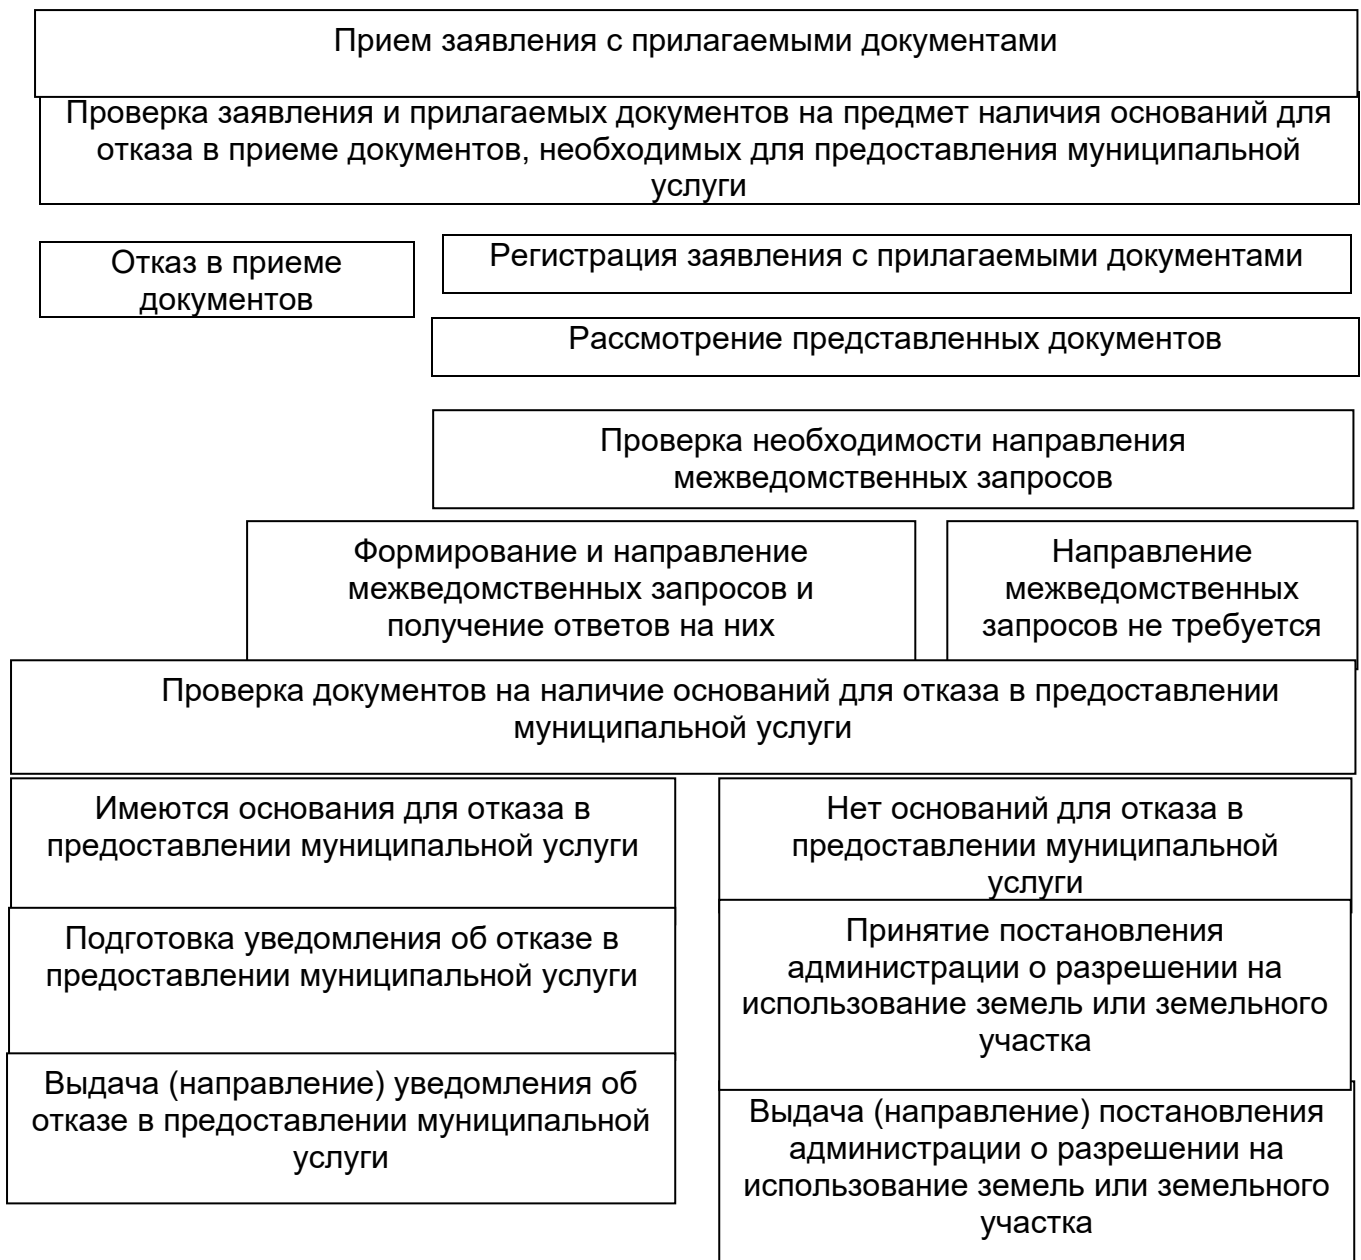 Прием заявления с прилагаемыми документами
Проверка заявления и прилагаемых документов на предмет наличия оснований для
отказа в приеме документов, необходимых для предоставления муниципальной
услуги
Отказ в приеме
документов
Регистрация заявления с прилагаемыми документами
Рассмотрение представленных документов
Проверка необходимости направления
межведомственных запросов
Формирование и направление
межведомственных запросов и
получение ответов на них
Направление
межведомственных
запросов не требуется
Проверка документов на наличие оснований для отказа в предоставлении
муниципальной услуги
Имеются основания для отказа в
предоставлении муниципальной услуги
Нет оснований для отказа в
предоставлении муниципальной
услуги
Подготовка уведомления об отказе в
предоставлении муниципальной услуги
Принятие постановления
администрации о разрешении на
использование земель или земельного
участка
Выдача (направление) уведомления об
отказе в предоставлении муниципальной
услуги
Выдача (направление) постановления
администрации о разрешении на
использование земель или земельного
участка